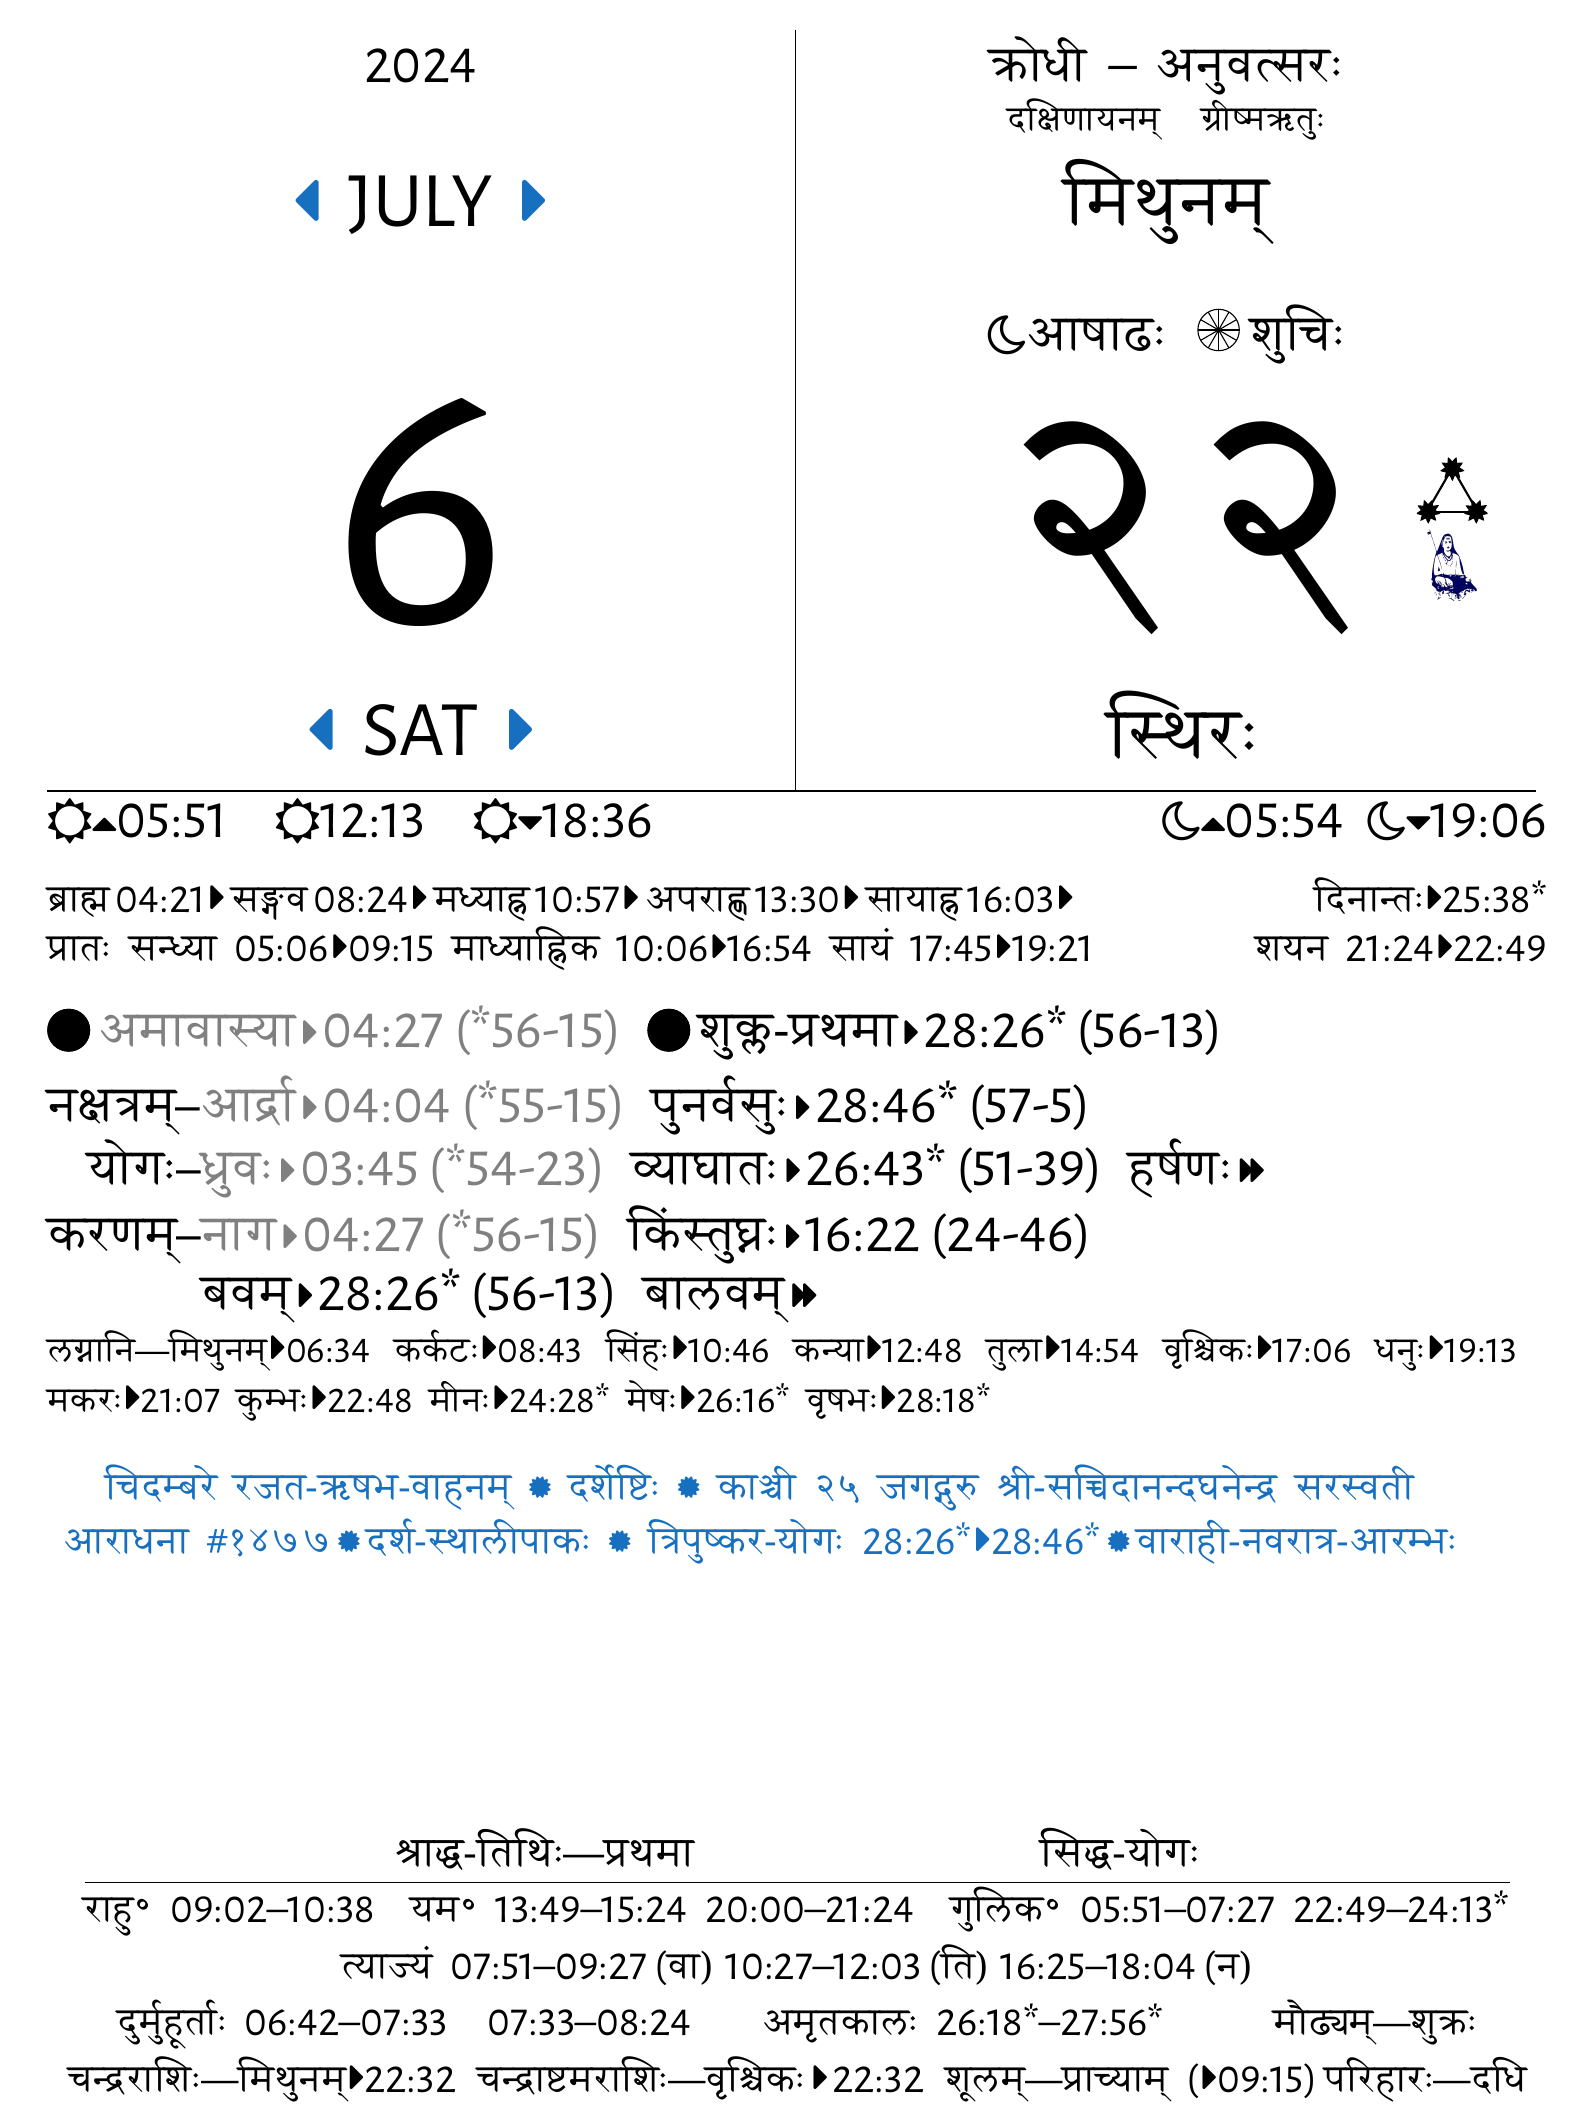 2024
JULY
6
SAT
क्रोधी – अनुवत्सरः
दक्षिणायनम् ग्रीष्मऋतुः
मिथुनम्
आषाढः शुचिः
२२
स्थिरः
05:51 12:13 18:36 05:54 19:06
ब्राह्म 04:21 सङ्गव 08:24 मध्याह्न 10:57 अपराह्ण 13:30 सायाह्न 16:03 दिनान्तः 25:38*
प्रातः सन्ध्या 05:06 09:15 माध्याह्निक 10:06 16:54 सायं 17:45 19:21 शयन 21:24 22:49
अमावास्या 04:27 (*56-15) शुक्ल-प्रथमा 28:26* (56-13)
नक्षत्रम्–आर्द्रा 04:04 (*55-15) पुनर्वसुः 28:46* (57-5)
योगः–ध्रुवः 03:45 (*54-23) व्याघातः 26:43* (51-39) हर्षणः
करणम्–नाग 04:27 (*56-15) किंस्तुघ्नः 16:22 (24-46)
बवम् 28:26* (56-13) बालवम्
लग्नानि—मिथुनम् 06:34 कर्कटः 08:43 सिंहः 10:46 कन्या 12:48 तुला 14:54 वृश्चिकः 17:06 धनुः 19:13
मकरः 21:07 कुम्भः 22:48 मीनः 24:28* मेषः 26:16* वृषभः 28:18*
चिदम्बरे रजत-ऋषभ-वाहनम् दर्शेष्टिः काञ्ची २५ जगद्गुरु श्री-सच्चिदानन्दघनेन्द्र सरस्वती
आराधना #१४७७ दर्श-स्थालीपाकः त्रिपुष्कर-योगः 28:26* 28:46* वाराही-नवरात्र-आरम्भः
श्राद्ध-तिथिः—प्रथमा सिद्ध-योगः
राहु॰ 09:02–10:38 यम॰ 13:49–15:24 20:00–21:24 गुलिक॰ 05:51–07:27 22:49–24:13*
त्याज्यं 07:51–09:27 (वा) 10:27–12:03 (ति) 16:25–18:04 (न)
दुर्मुहूर्ताः 06:42–07:33 07:33–08:24 अमृतकालः 26:18*–27:56* मौढ्यम्—शुक्रः
चन्द्रराशिः—मिथुनम् 22:32 चन्द्राष्टमराशिः—वृश्चिकः 22:32 शूलम्—प्राच्याम् ( 09:15) परिहारः—दधि